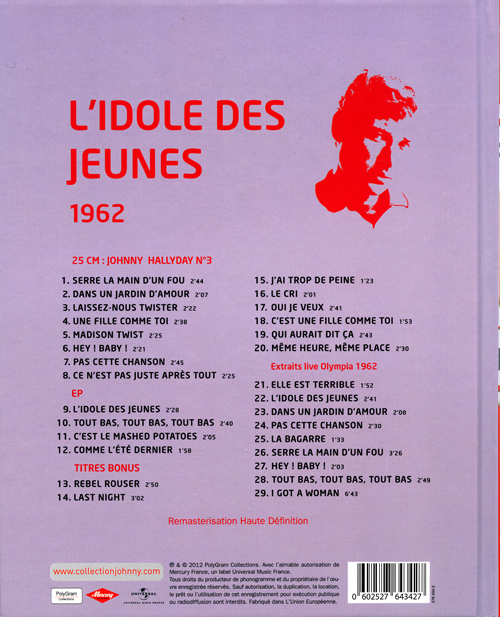 L'IDOLE DES
JEUNES
1962
25 CM : JOHNNY HALLYDAY N°3
1. SERRE LA MAIN D'UN FOU 2'44
2. DANS UN JARDIN D'AMOUR 2'07
3. LAISSEZ-NOUS TWISTER 2'22
4. UNE FILLE COMME TOI 2'38
5. MADISON TWIST 2'25
6. HEY ! BABY ! 2'21
7. PAS CETTE CHANSON 2'45
8. CE N'EST PAS JUSTE APRÈS TOUT 2'25
EP
9. L'IDOLE DES JEUNES 2'28
10. TOUT BAS, TOUT BAS, TOUT BAS 2'40
11. C'EST LE MASHED POTATOES 2'05
12. COMME L'ÉTÉ DERNIER 1'58
TITRES BONUS
13. REBEL ROUSER 2'50
14. LAST NIGHT 3'02
15. J'AI TROP DE PEINE 1'23
16. LE CRI 2'01
17. OUI JE VEUX 2'41
18. C'EST UNE FILLE COMME TOI 1'53
19. QUI AURAIT DIT ÇA 2'43
20. MÊME HEURE, MÊME PLACE 2'30
Extraits live Olympia 1962
21. ELLE EST TERRIBLE 1'52
22. L'IDOLE DES JEUNES 2'41
23. DANS UN JARDIN D'AMOUR 2'08
24. PAS CETTE CHANSON 2'30
25. LA BAGARRE 1'33
26. SERRE LA MAIN D'UN FOU 3'26
27. HEY ! BABY ! 2'03
28. TOUT BAS, TOUT BAS, TOUT BAS 2'49
29. I GOT A WOMAN 6'43
Remasterisation Haute Définition
www.collectionjohnny.com
PolyGram
Collections
Mercury
UNIVERSAL
UNIVERSAL MUSIC FRANCE
℗ & © 2012 PolyGram Collections. Avec l'aimable autorisation de
Mercury France, un label Universal Music France.
Tous droits du producteur de phonogramme et du propriétaire de l'œu-
vre enregistrée réservés. Sauf autorisation, la duplication, la location,
le prêt ou l'utilisation de cet enregistrement pour exécution publique
ou radiodiffusion sont interdits. Fabriqué dans L'Union Européenne.
0 602527 643427